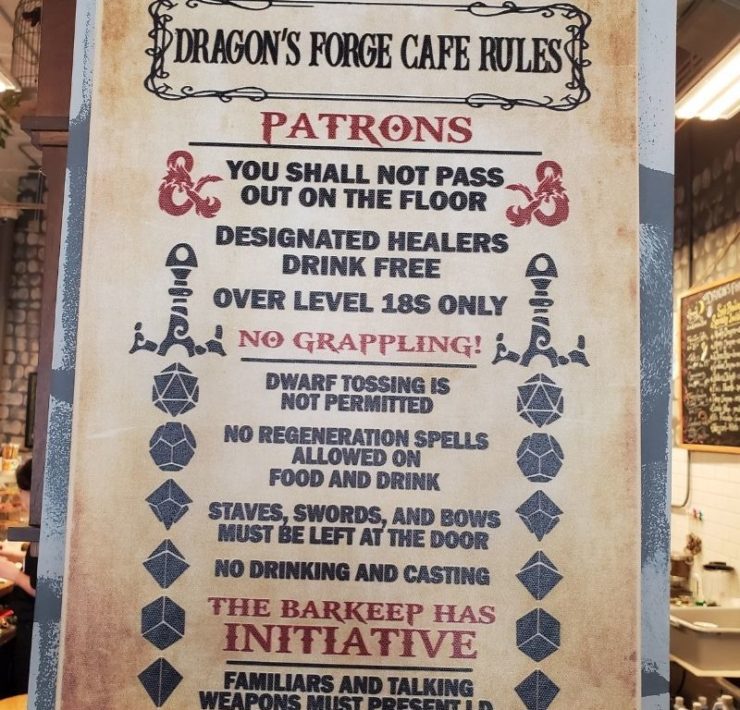 DRAGON'S FORGE CAFE RULES
PATRONS
YOU SHALL NOT PASS
OUT ON THE FLOOR
DESIGNATED HEALERS
DRINK FREE
OVER LEVEL 18S ONLY
NO GRAPPLING!
DWARF TOSSING IS
NOT PERMITTED
NO REGENERATION SPELLS
ALLOWED ON
FOOD AND DRINK
STAVES, SWORDS, AND BOWS
MUST BE LEFT AT THE DOOR
NO DRINKING AND CASTING
THE BARKEEP HAS
INITIATIVE
FAMILIARS AND TALKING
WEAPONS MUST PRESENT I.D.